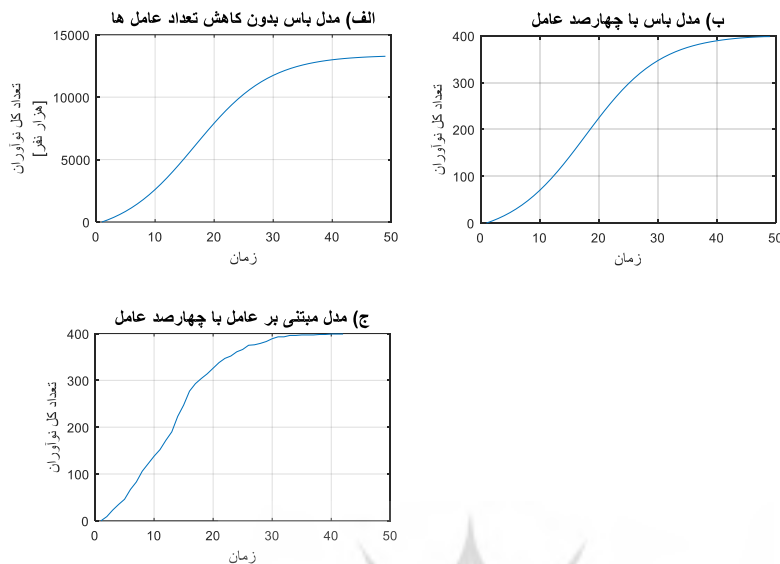 الف) مدل باس بدون کاهش تعداد عامل ها
15000
10000
5000
0
0 10 20 30 40 50
تعداد کل نوآوران
[هزار نفر]
زمان
ب) مدل باس با چهارصد عامل
400
300
200
100
0
0 10 20 30 40 50
تعداد کل نوآوران
زمان
ج) مدل مبتنی بر عامل با چهارصد عامل
400
300
200
100
0
0 10 20 30 40 50
تعداد کل نوآوران
زمان